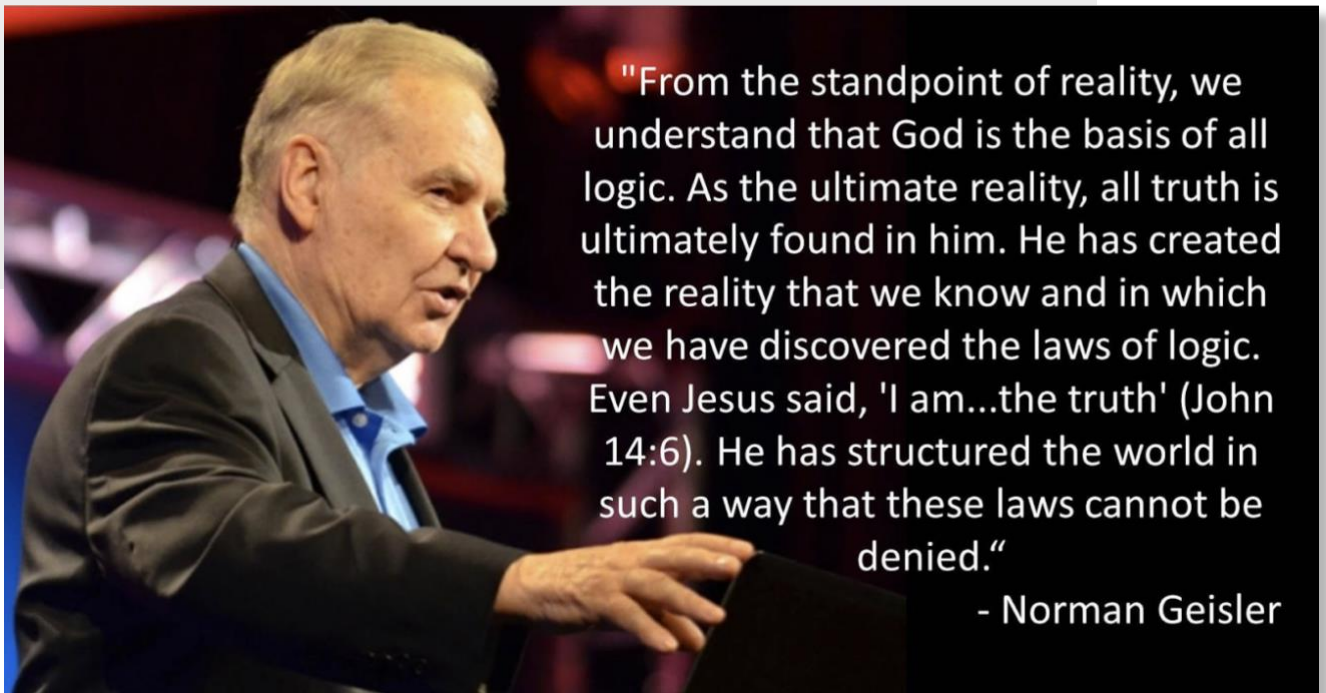 "From the standpoint of reality, we
understand that God is the basis of all
logic. As the ultimate reality, all truth is
ultimately found in him. He has created
the reality that we know and in which
we have discovered the laws of logic.
Even Jesus said, 'I am...the truth' (John
14:6). He has structured the world in
such a way that these laws cannot be
denied.“
- Norman Geisler